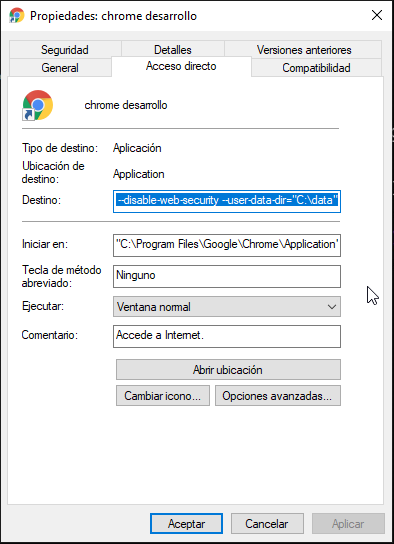 Propiedades: chrome desarrollo
Seguridad
Detalles
Versiones anteriores
General
Acceso directo
Compatibilidad
chrome desarrollo
Tipo de destino:
Aplicación
Ubicación de
destino:
Application
Destino:
--disable-web-security --user-data-dir="C:\data"
Iniciar en:
"C:\Program Files\Google\Chrome\Application"
Tecla de método
abreviado:
Ninguno
Ejecutar:
Ventana normal
Comentario:
Accede a Internet.
Abrir ubicación
Cambiar icono...
Opciones avanzadas...
Aceptar
Cancelar
Aplicar